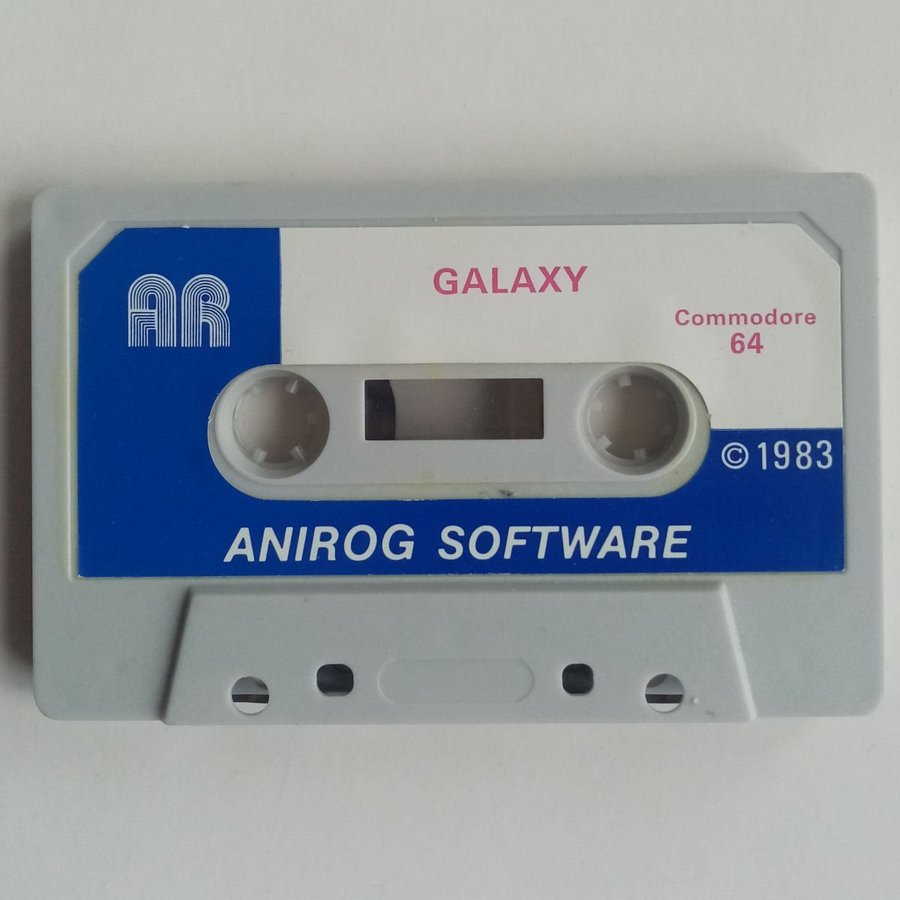 AR
GALAXY
Commodore
64
© 1983
ANIROG SOFTWARE